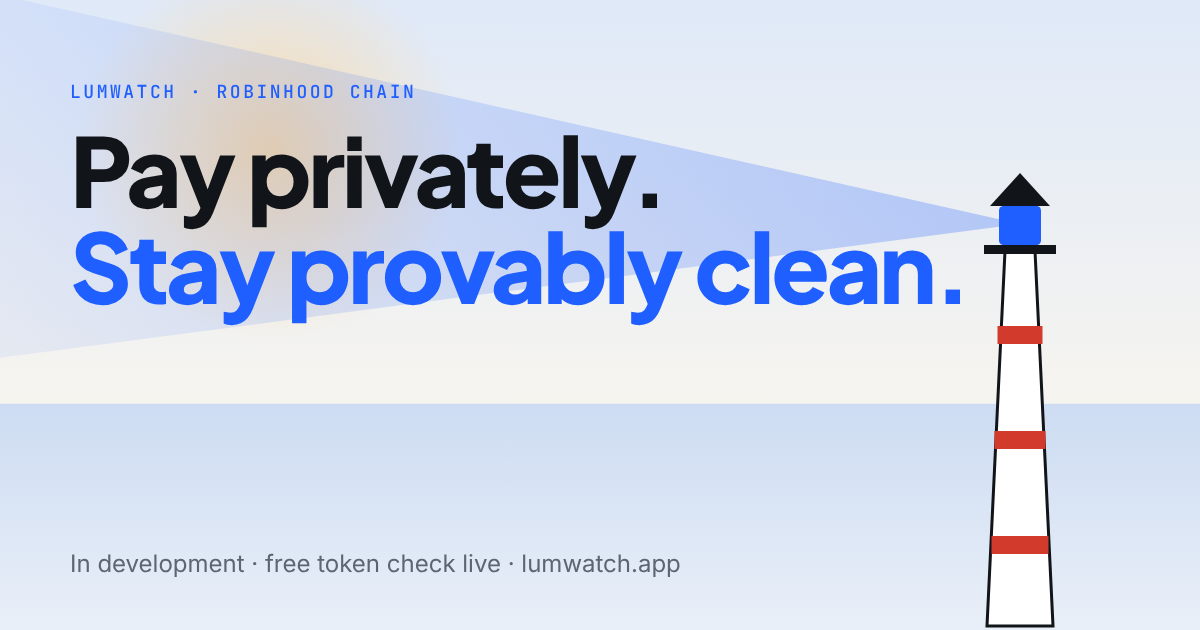 LUMWATCH · ROBINHOOD CHAIN
Pay privately.
Stay provably clean.
In development · free token check live · lumwatch.app